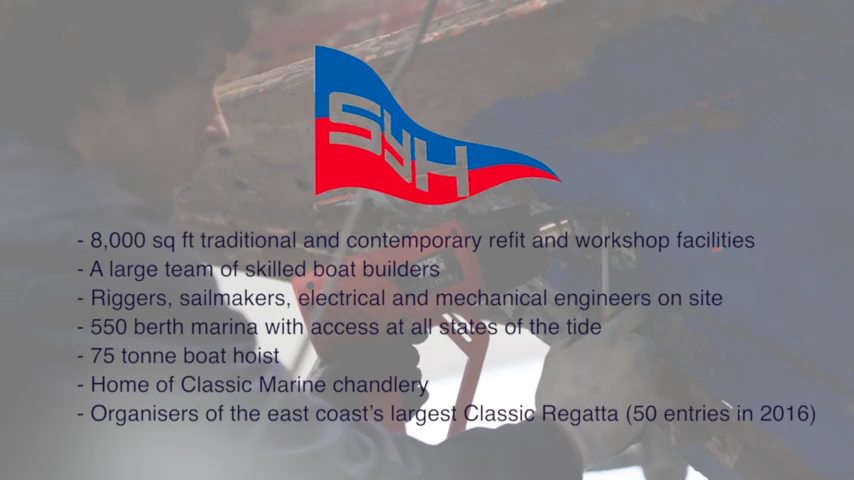 SYH
- 8,000 sq ft traditional and contemporary refit and workshop facilities
- A large team of skilled boat builders
- Riggers, sailmakers, electrical and mechanical engineers on site
- 550 berth marina with access at all states of the tide
- 75 tonne boat hoist
- Home of Classic Marine chandlery
- Organisers of the east coast's largest Classic Regatta (50 entries in 2016)